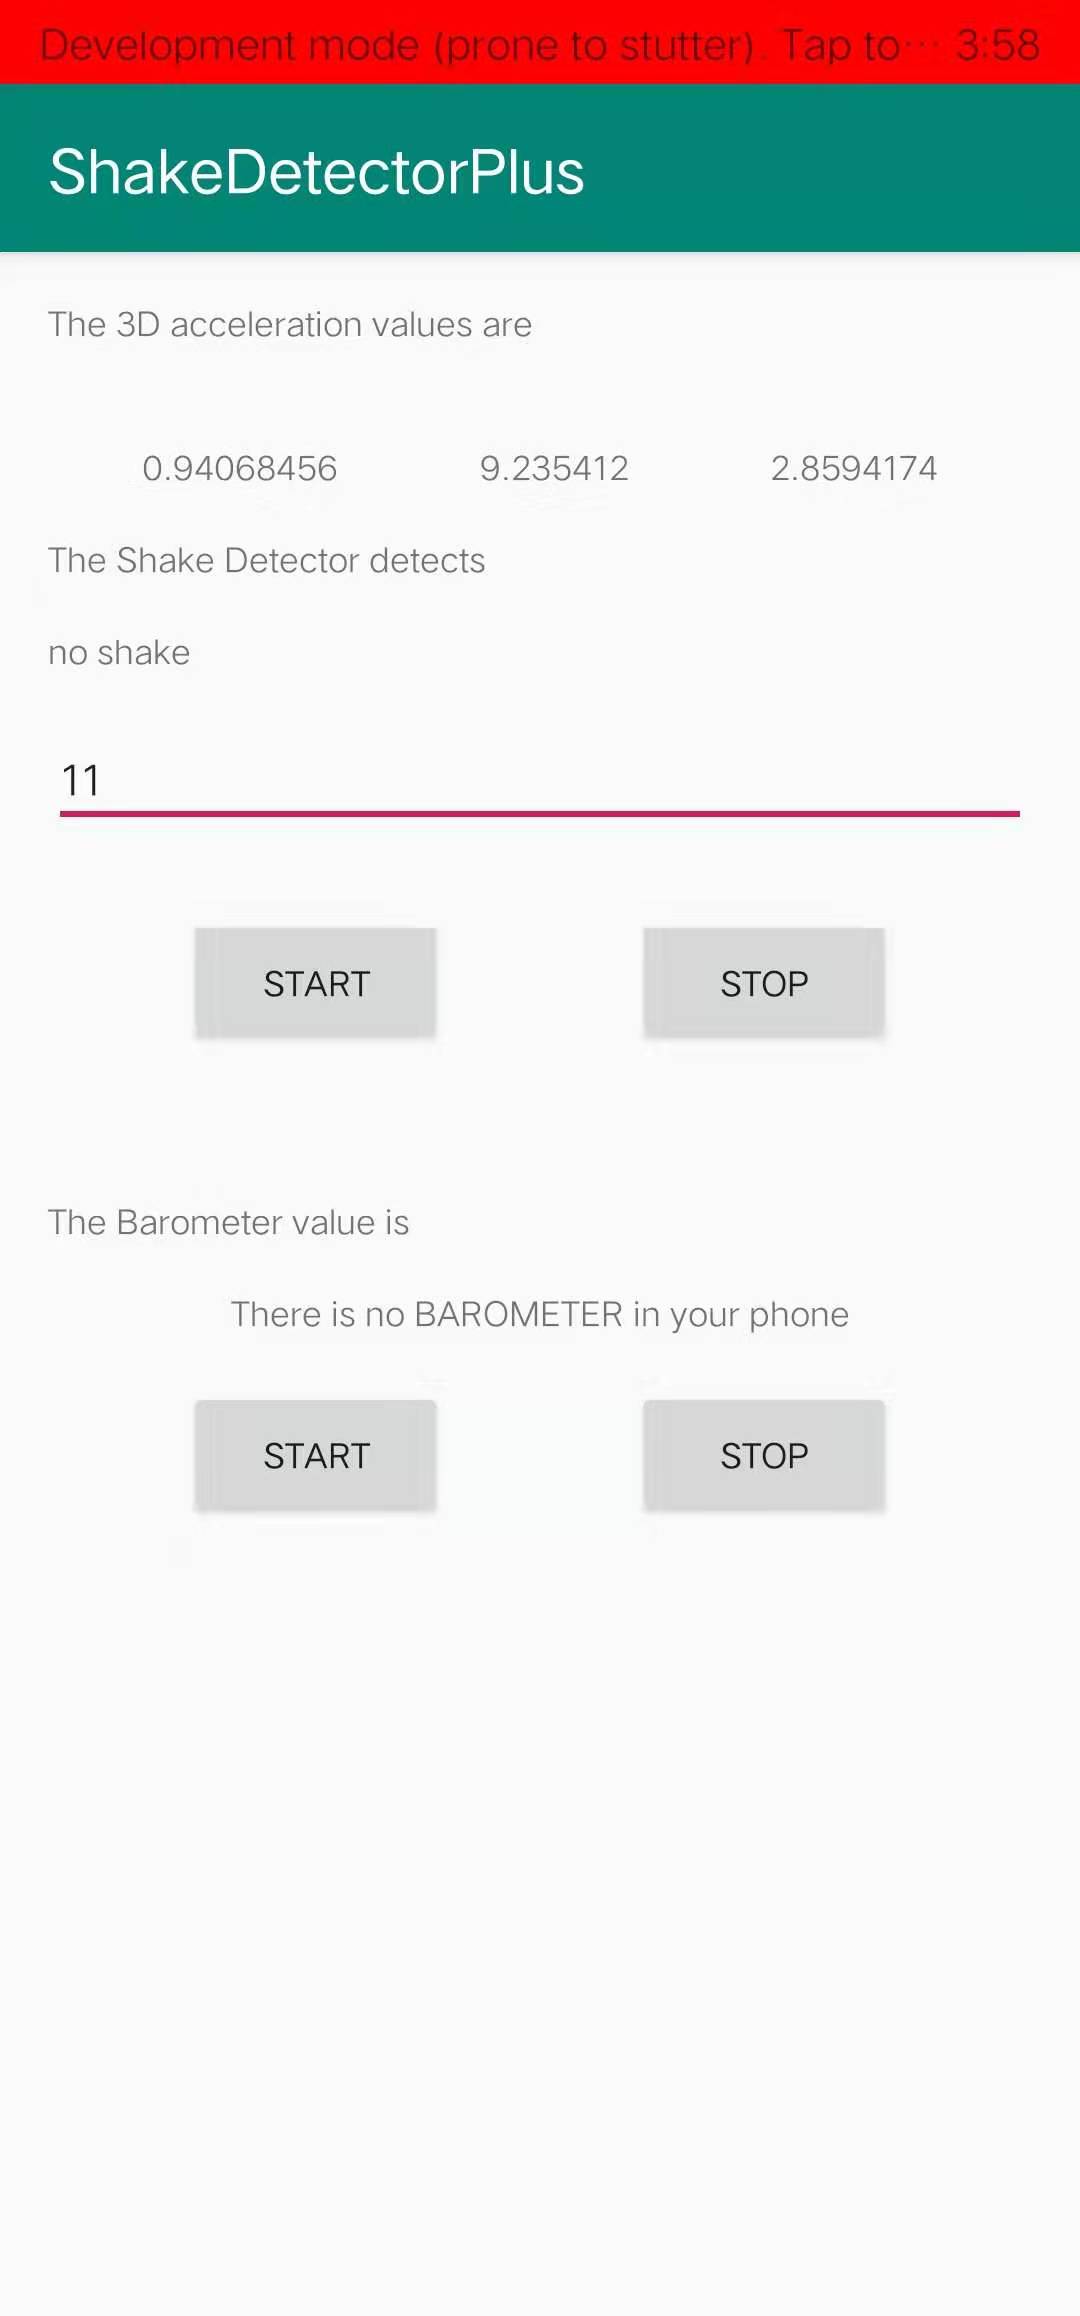 Development mode (prone to stutter). Tap to··· 3:58
ShakeDetectorPlus
The 3D acceleration values are
0.94068456 9.235412 2.8594174
The Shake Detector detects
no shake
11
START STOP
The Barometer value is
There is no BAROMETER in your phone
START STOP